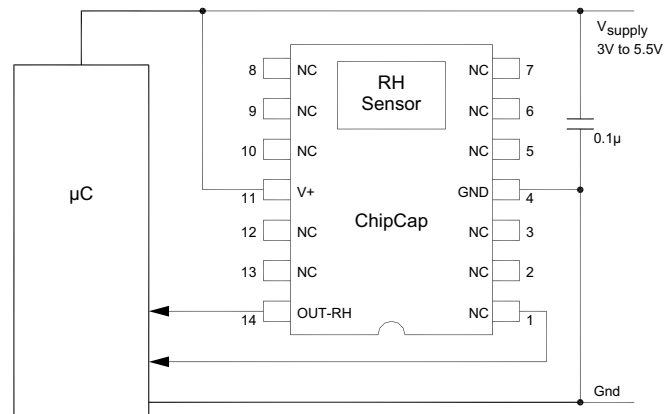 Vsupply
3V to 5.5V
8 NC
RH
Sensor
NC 7
9 NC
NC 6
0.1µ
10 NC
NC 5
µC
11 V+
GND 4
ChipCap
12 NC
NC 3
13 NC
NC 2
14 OUT-RH
NC 1
Gnd